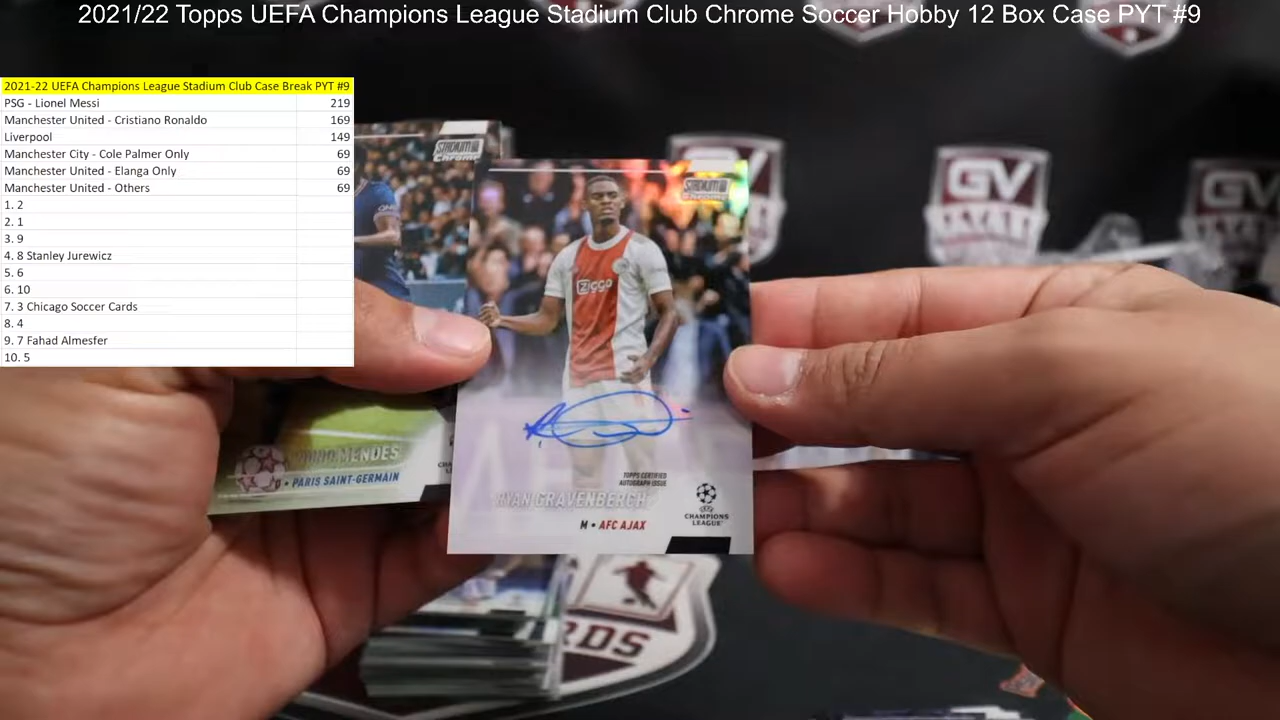 2021/22 Topps UEFA Champions League Stadium Club Chrome Soccer Hobby 12 Box Case PYT #9
2021-22 UEFA Champions League Stadium Club Case Break PYT #9
PSG - Lionel Messi 219
Manchester United - Cristiano Ronaldo 169
Liverpool 149
Manchester City - Cole Palmer Only 69
Manchester United - Elanga Only 69
Manchester United - Others 69
1. 2
2. 1
3. 9
4. 8 Stanley Jurewicz
5. 6
6. 10
7. 3 Chicago Soccer Cards
8. 4
9. 7 Fahad Almesfer
10. 5
STADIUM
Chrome
STADIUM
Chrome
Ziggo
TOPPS CERTIFIED
AUTOGRAPH ISSUE
RYAN GRAVENBERCH
M • AFC AJAX
CHAMPIONS
LEAGUE
MENDES
• PARIS SAINT-GERMAIN
CHA
GV
GV
RDS